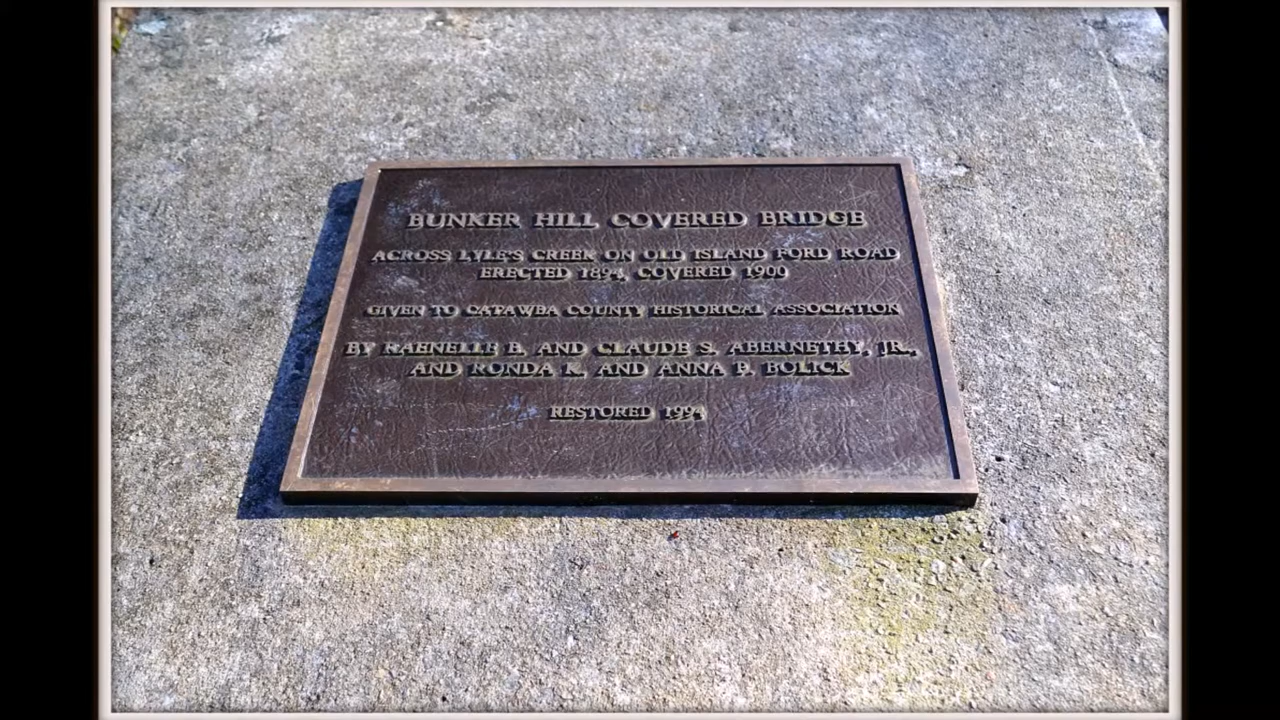 BUNKER HILL COVERED BRIDGE
ACROSS LYLE'S CREEK ON OLD ISLAND FORD ROAD
ERECTED 1894, COVERED 1900
GIVEN TO CATAWBA COUNTY HISTORICAL ASSOCIATION
BY RAENELLE B. AND CLAUDE S. ABERNETHY, JR.,
AND RONDA K. AND ANNA P. BOLICK
RESTORED 1994